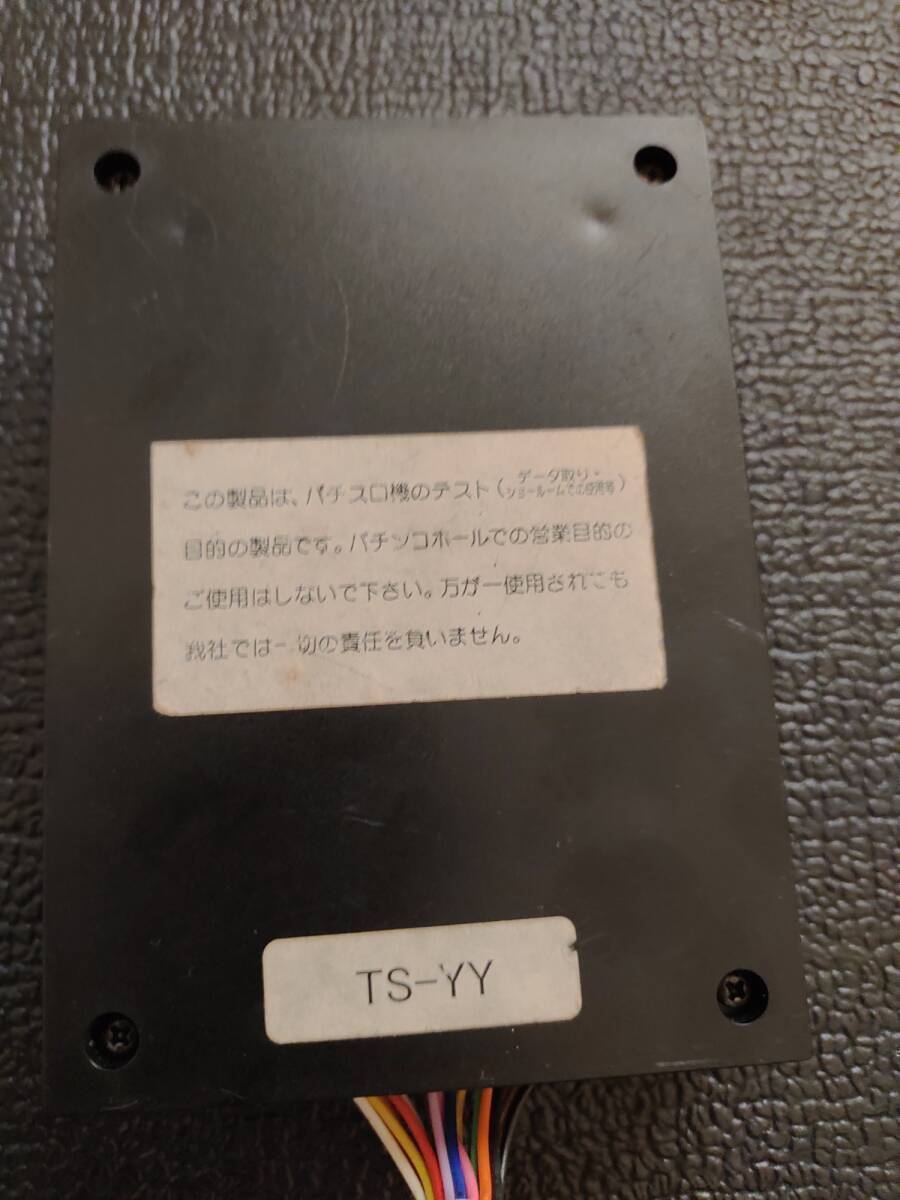 この製品は、パチスロ機のテスト(データ取り・ショールームでの使用等)
目的の製品です。パチンコホールでの営業目的の
ご使用はしないで下さい。万が一使用されても
我社では一切の責任を負いません。
TS-YY